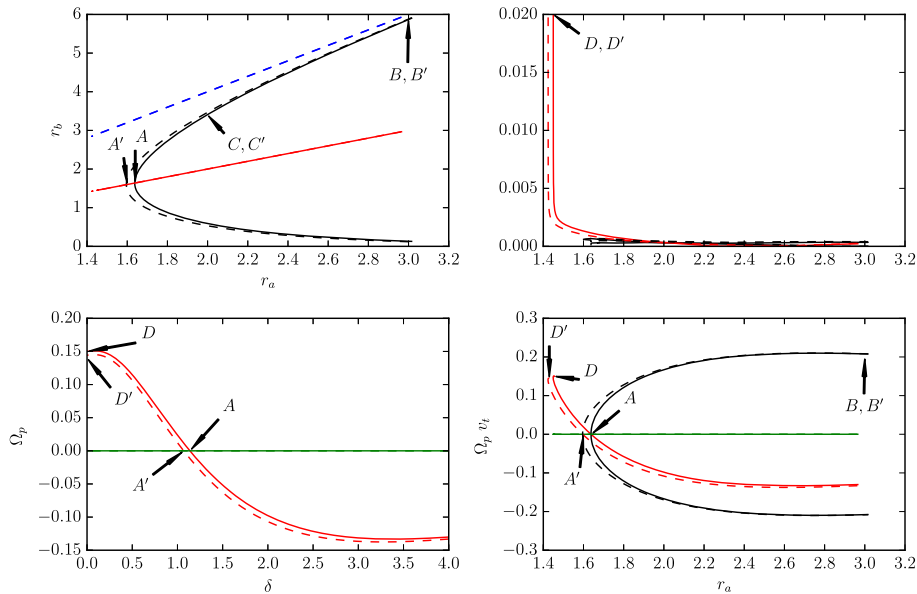 6
5
4
3
2
1
0
r_b
1.4 1.6 1.8 2.0 2.2 2.4 2.6 2.8 3.0 3.2
r_a
A′
A
C, C′
B, B′
0.020
0.015
0.010
0.005
0.000
1.4 1.6 1.8 2.0 2.2 2.4 2.6 2.8 3.0 3.2
D, D′
0.20
0.15
0.10
0.05
0.00
−0.05
−0.10
−0.15
Ω_p
0.0 0.5 1.0 1.5 2.0 2.5 3.0 3.5 4.0
δ
D
D′
A
A′
0.3
0.2
0.1
0.0
−0.1
−0.2
−0.3
Ω_p v_t
1.4 1.6 1.8 2.0 2.2 2.4 2.6 2.8 3.0 3.2
r_a
D′
D
A
A′
B, B′